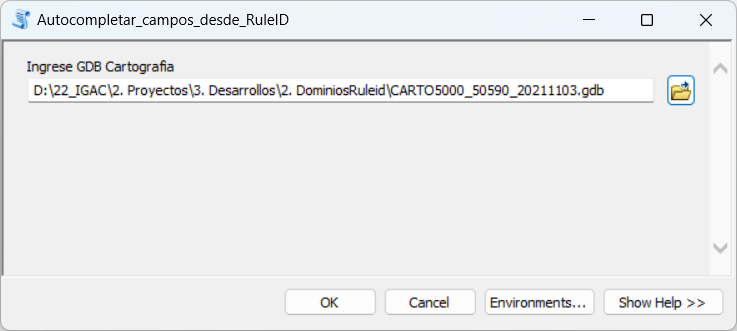 Autocompletar_campos_desde_RuleID
Ingrese GDB Cartografia
D:\22_IGAC\2. Proyectos\3. Desarrollos\2. DominiosRuleid\CARTO5000_50590_20211103.gdb
OK Cancel Environments... Show Help >>